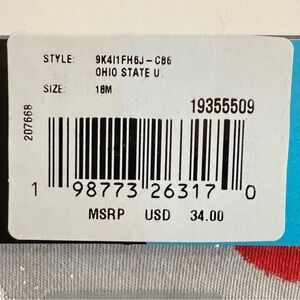 STYLE: 9K4I1FH6J-C86
OHIO STATE U.
SIZE: 18M
19355509
207668
1 98773 26317 0
MSRP USD 34.00